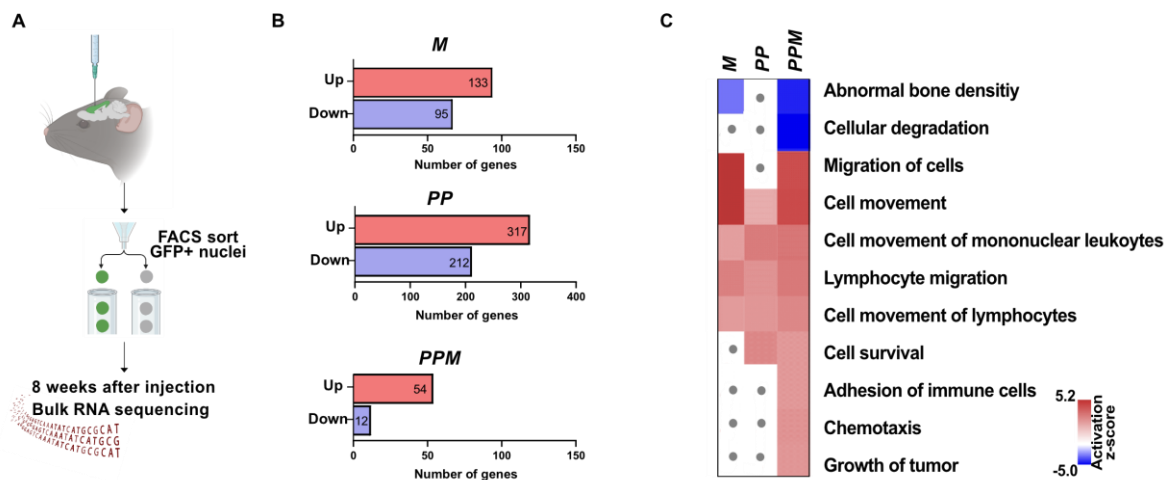 A
FACS sort
GFP+ nuclei
8 weeks after injection
Bulk RNA sequencing
B
M
Up
133
Down
95
0
50
100
150
Number of genes
PP
Up
317
Down
212
0
100
200
300
400
Number of genes
PPM
Up
54
Down
12
0
50
100
150
Number of genes
C
M
PP
PPM
Abnormal bone densitiy
Cellular degradation
Migration of cells
Cell movement
Cell movement of mononuclear leukoytes
Lymphocyte migration
Cell movement of lymphocytes
Cell survival
Adhesion of immune cells
Chemotaxis
Growth of tumor
5.2
-5.0
Activation
z-score